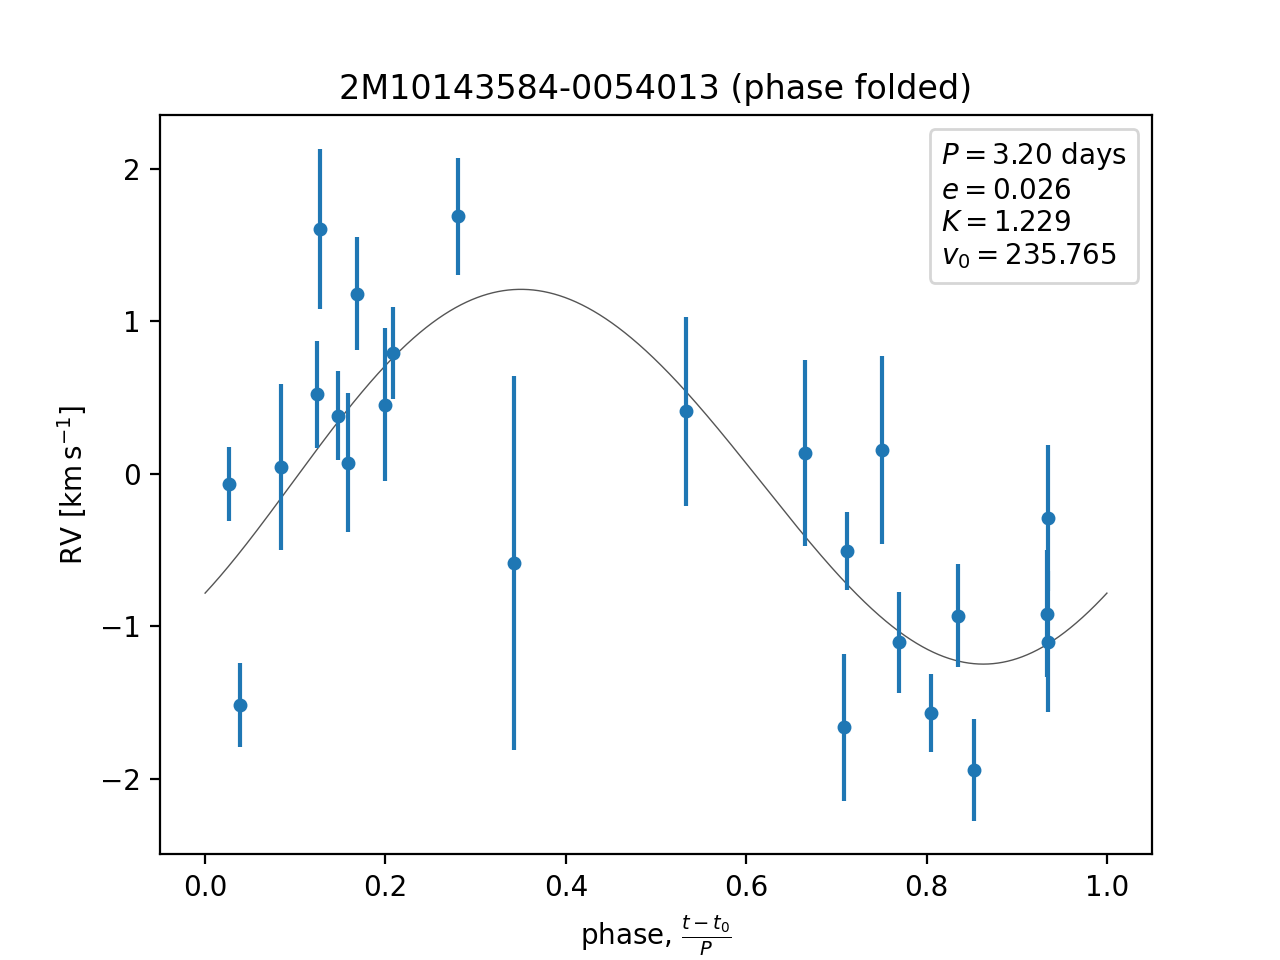 2M10143584-0054013 (phase folded)
P = 3.20 days
e = 0.026
K = 1.229
v₀ = 235.765
2
1
0
−1
−2
RV [km s⁻¹]
0.0 0.2 0.4 0.6 0.8 1.0
phase, (t − t₀)/P